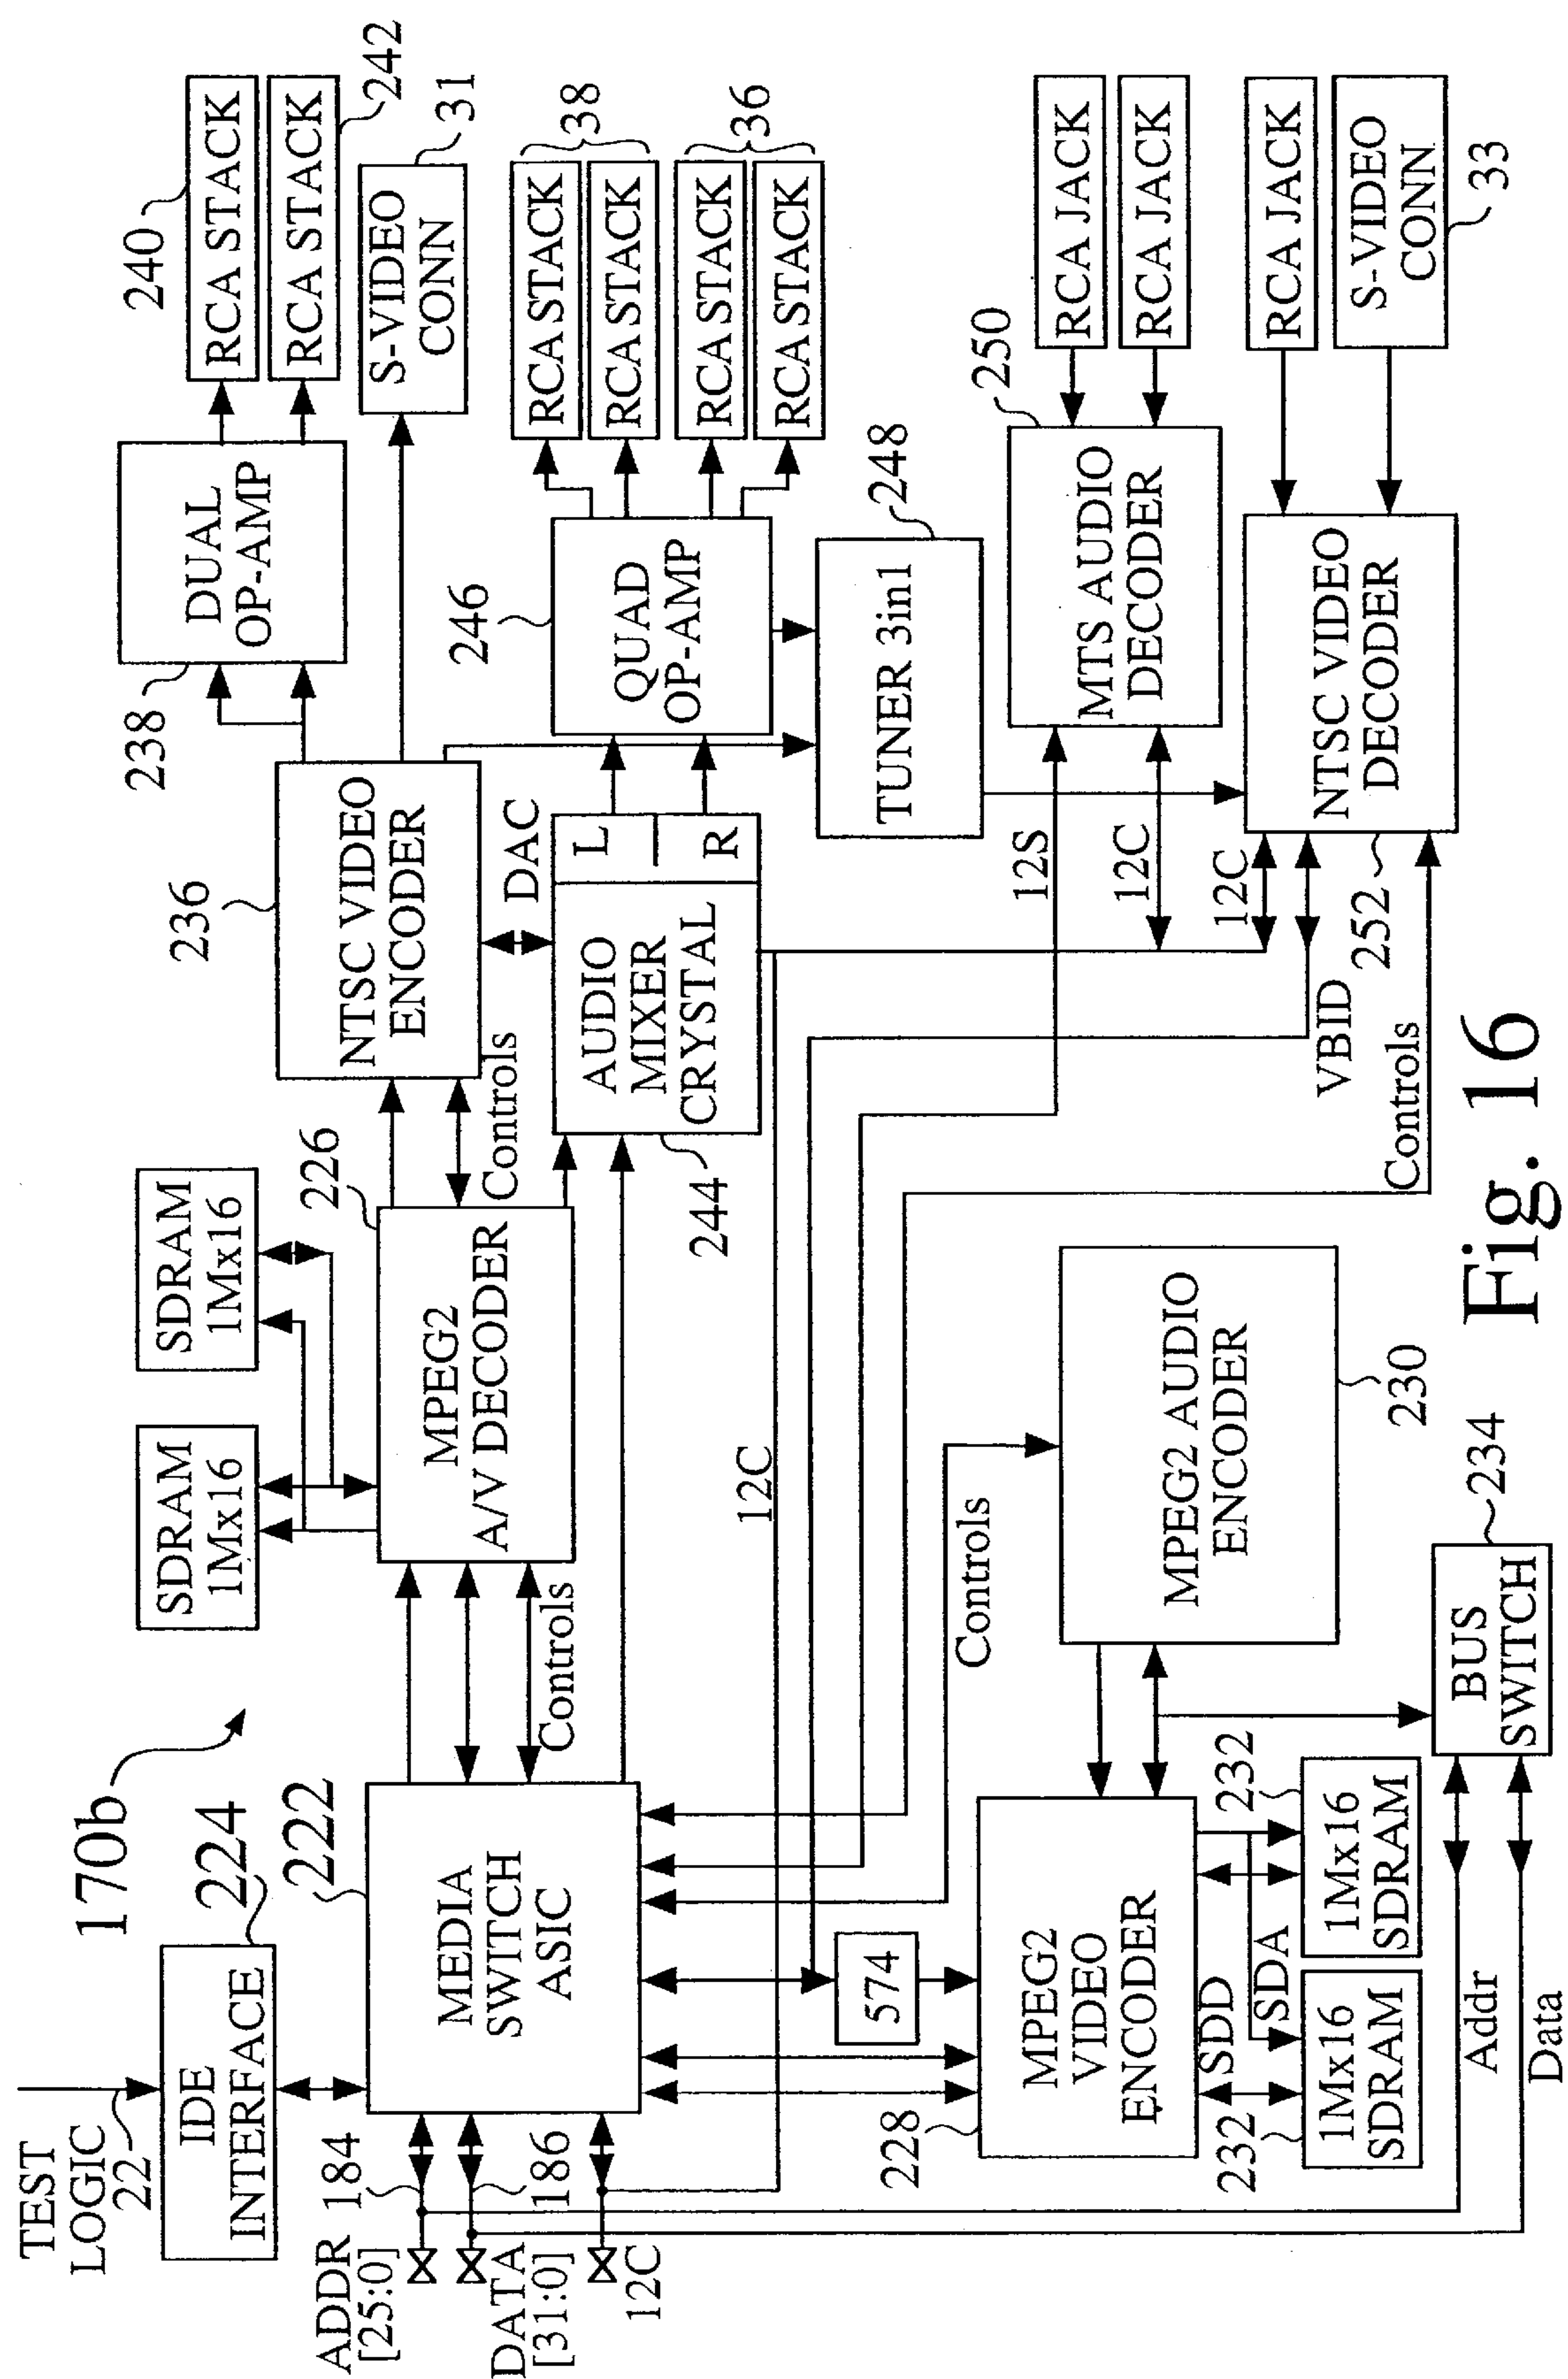 170b
TEST
LOGIC
22
IDE
INTERFACE
224
222
MEDIA
SWITCH
ASIC
ADDR
[25:0]
184
DATA
[31:0]
186
12C
SDRAM
1Mx16
SDRAM
1Mx16
226
MPEG2
A/V DECODER
Controls
Controls
236
NTSC VIDEO
ENCODER
DAC
238
DUAL
OP-AMP
240
RCA STACK
RCA STACK
242
S-VIDEO
CONN
31
AUDIO
MIXER
CRYSTAL
L
R
244
246
QUAD
OP-AMP
RCA STACK
RCA STACK
38
RCA STACK
RCA STACK
36
TUNER 3in1
248
12C
12S
12C
MTS AUDIO
DECODER
250
RCA JACK
RCA JACK
12C
VBID
Controls
252
NTSC VIDEO
DECODER
RCA JACK
S-VIDEO
CONN
33
574
228
MPEG2
VIDEO
ENCODER
Controls
MPEG2 AUDIO
ENCODER
230
SDD
SDA
232
1Mx16
SDRAM
232
1Mx16
SDRAM
BUS
SWITCH
234
Addr
Data
Fig. 16